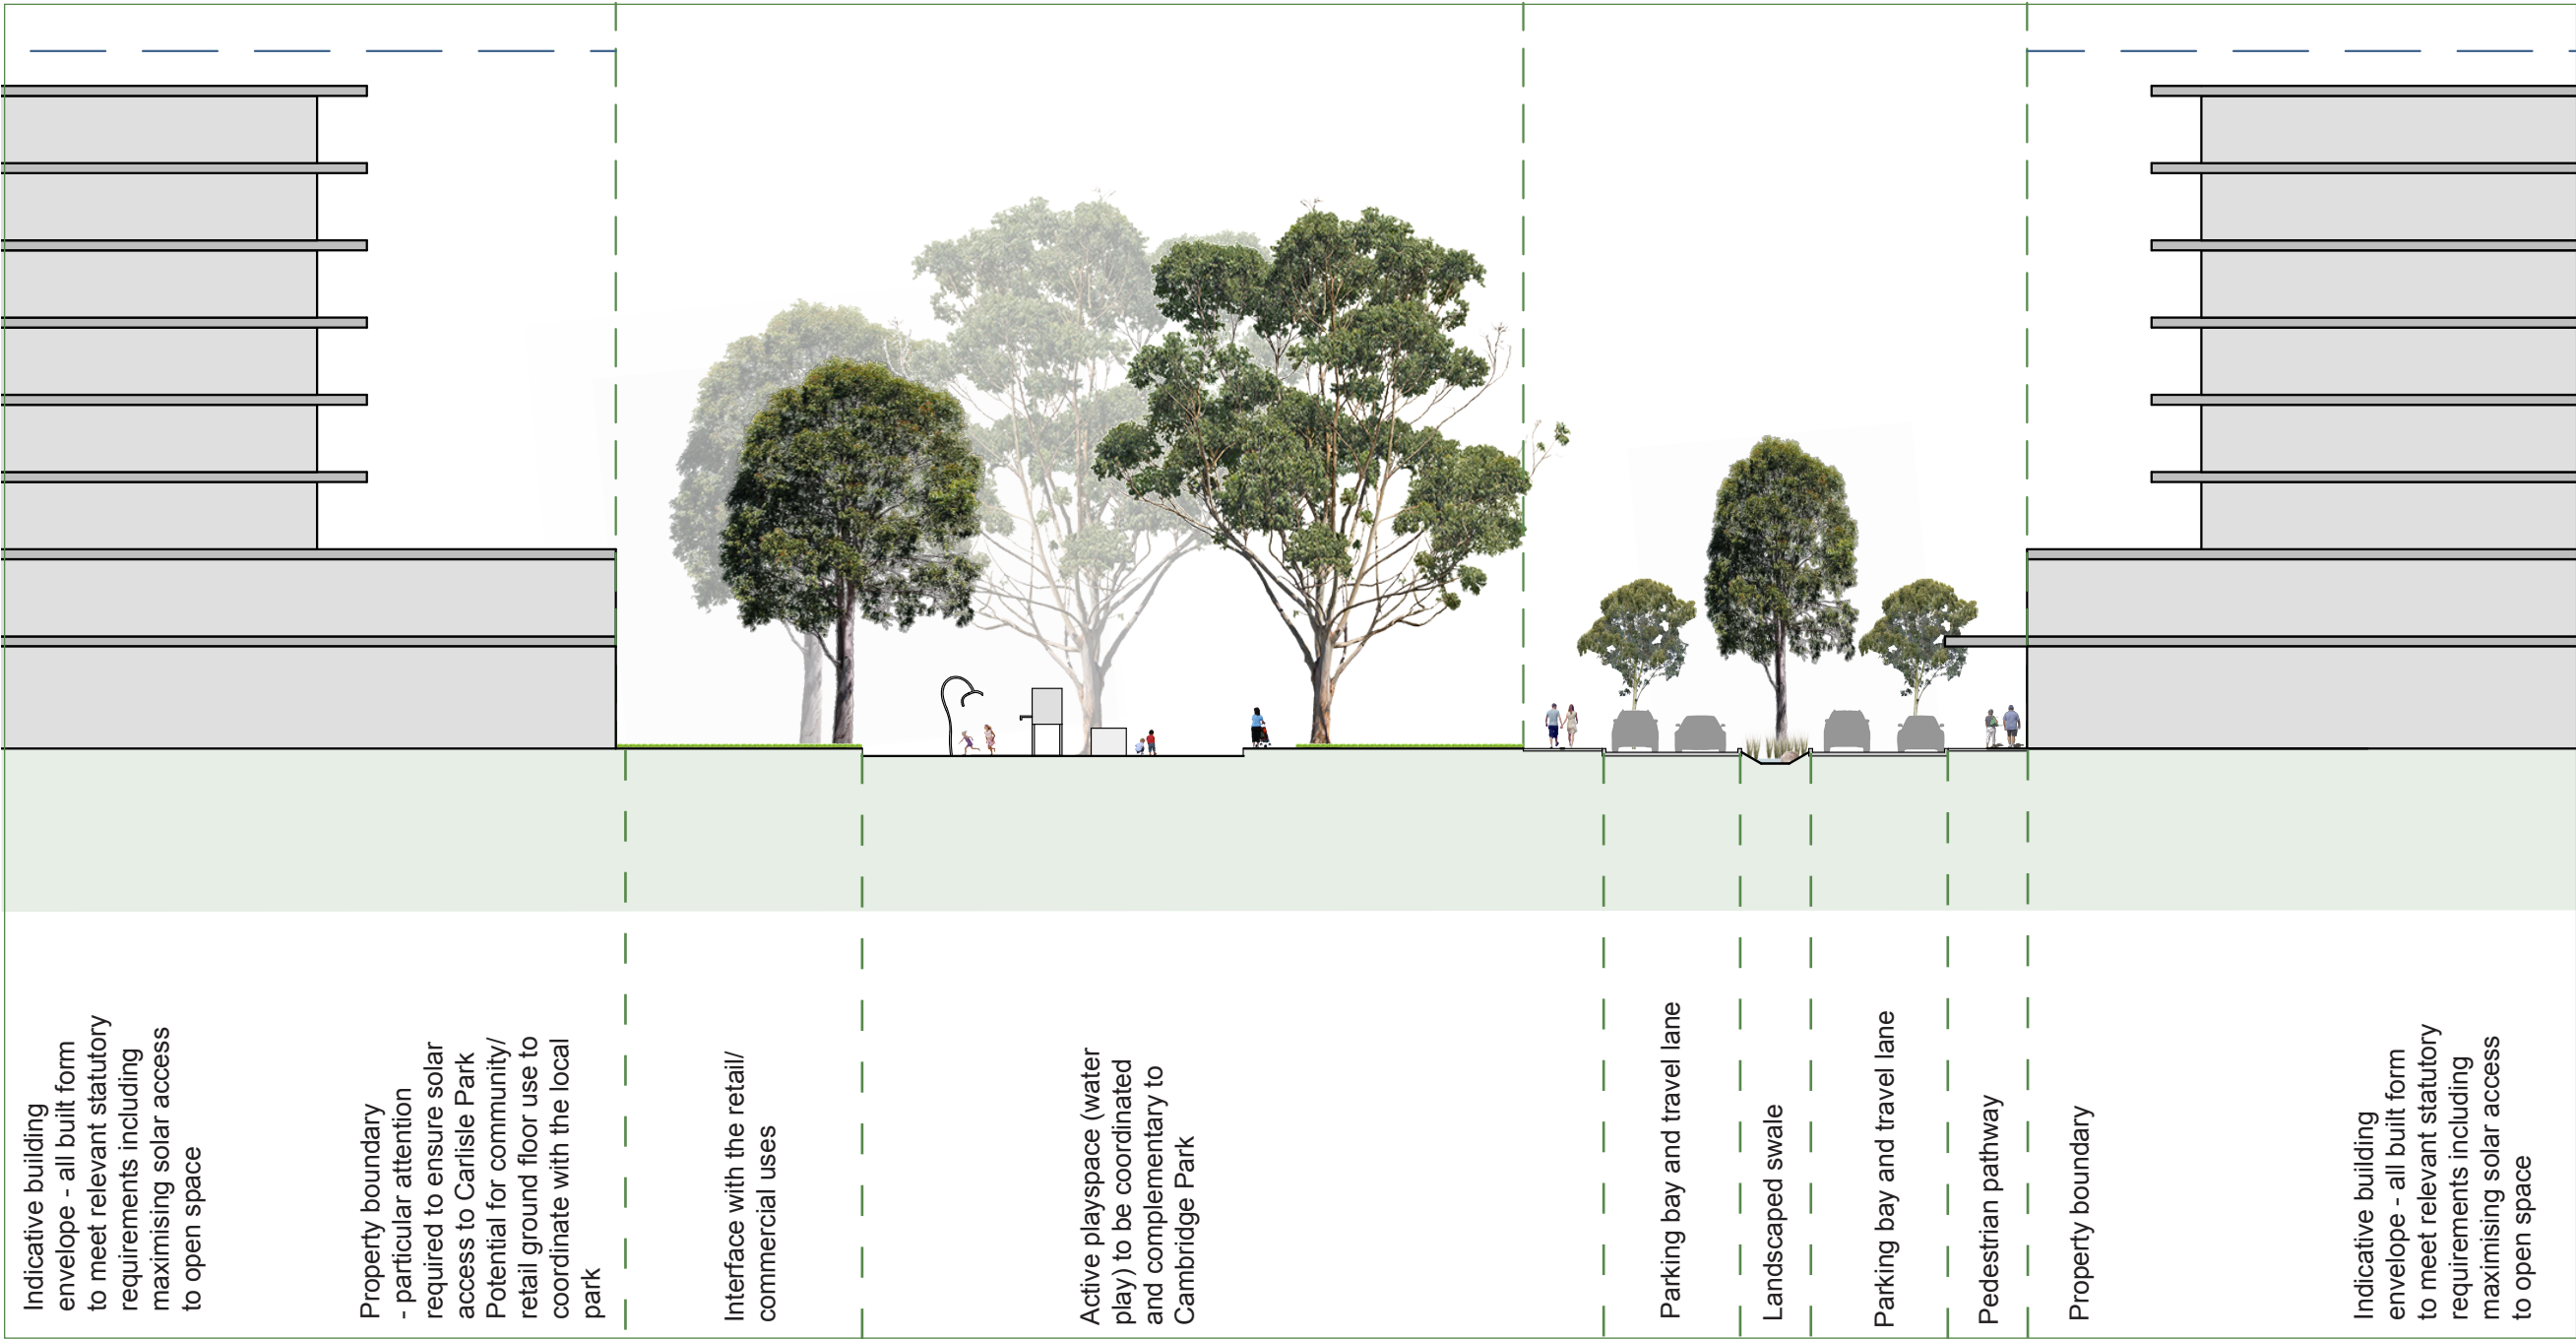 Indicative building
envelope - all built form
to meet relevant statutory
requirements including
maximising solar access
to open space
Property boundary
- particular attention
required to ensure solar
access to Carlisle Park
Potential for community/
retail ground floor use to
coordinate with the local
park
Interface with the retail/
commercial uses
Active playspace (water
play) to be coordinated
and complementary to
Cambridge Park
Parking bay and travel lane
Landscaped swale
Parking bay and travel lane
Pedestrian pathway
Property boundary
Indicative building
envelope - all built form
to meet relevant statutory
requirements including
maximising solar access
to open space